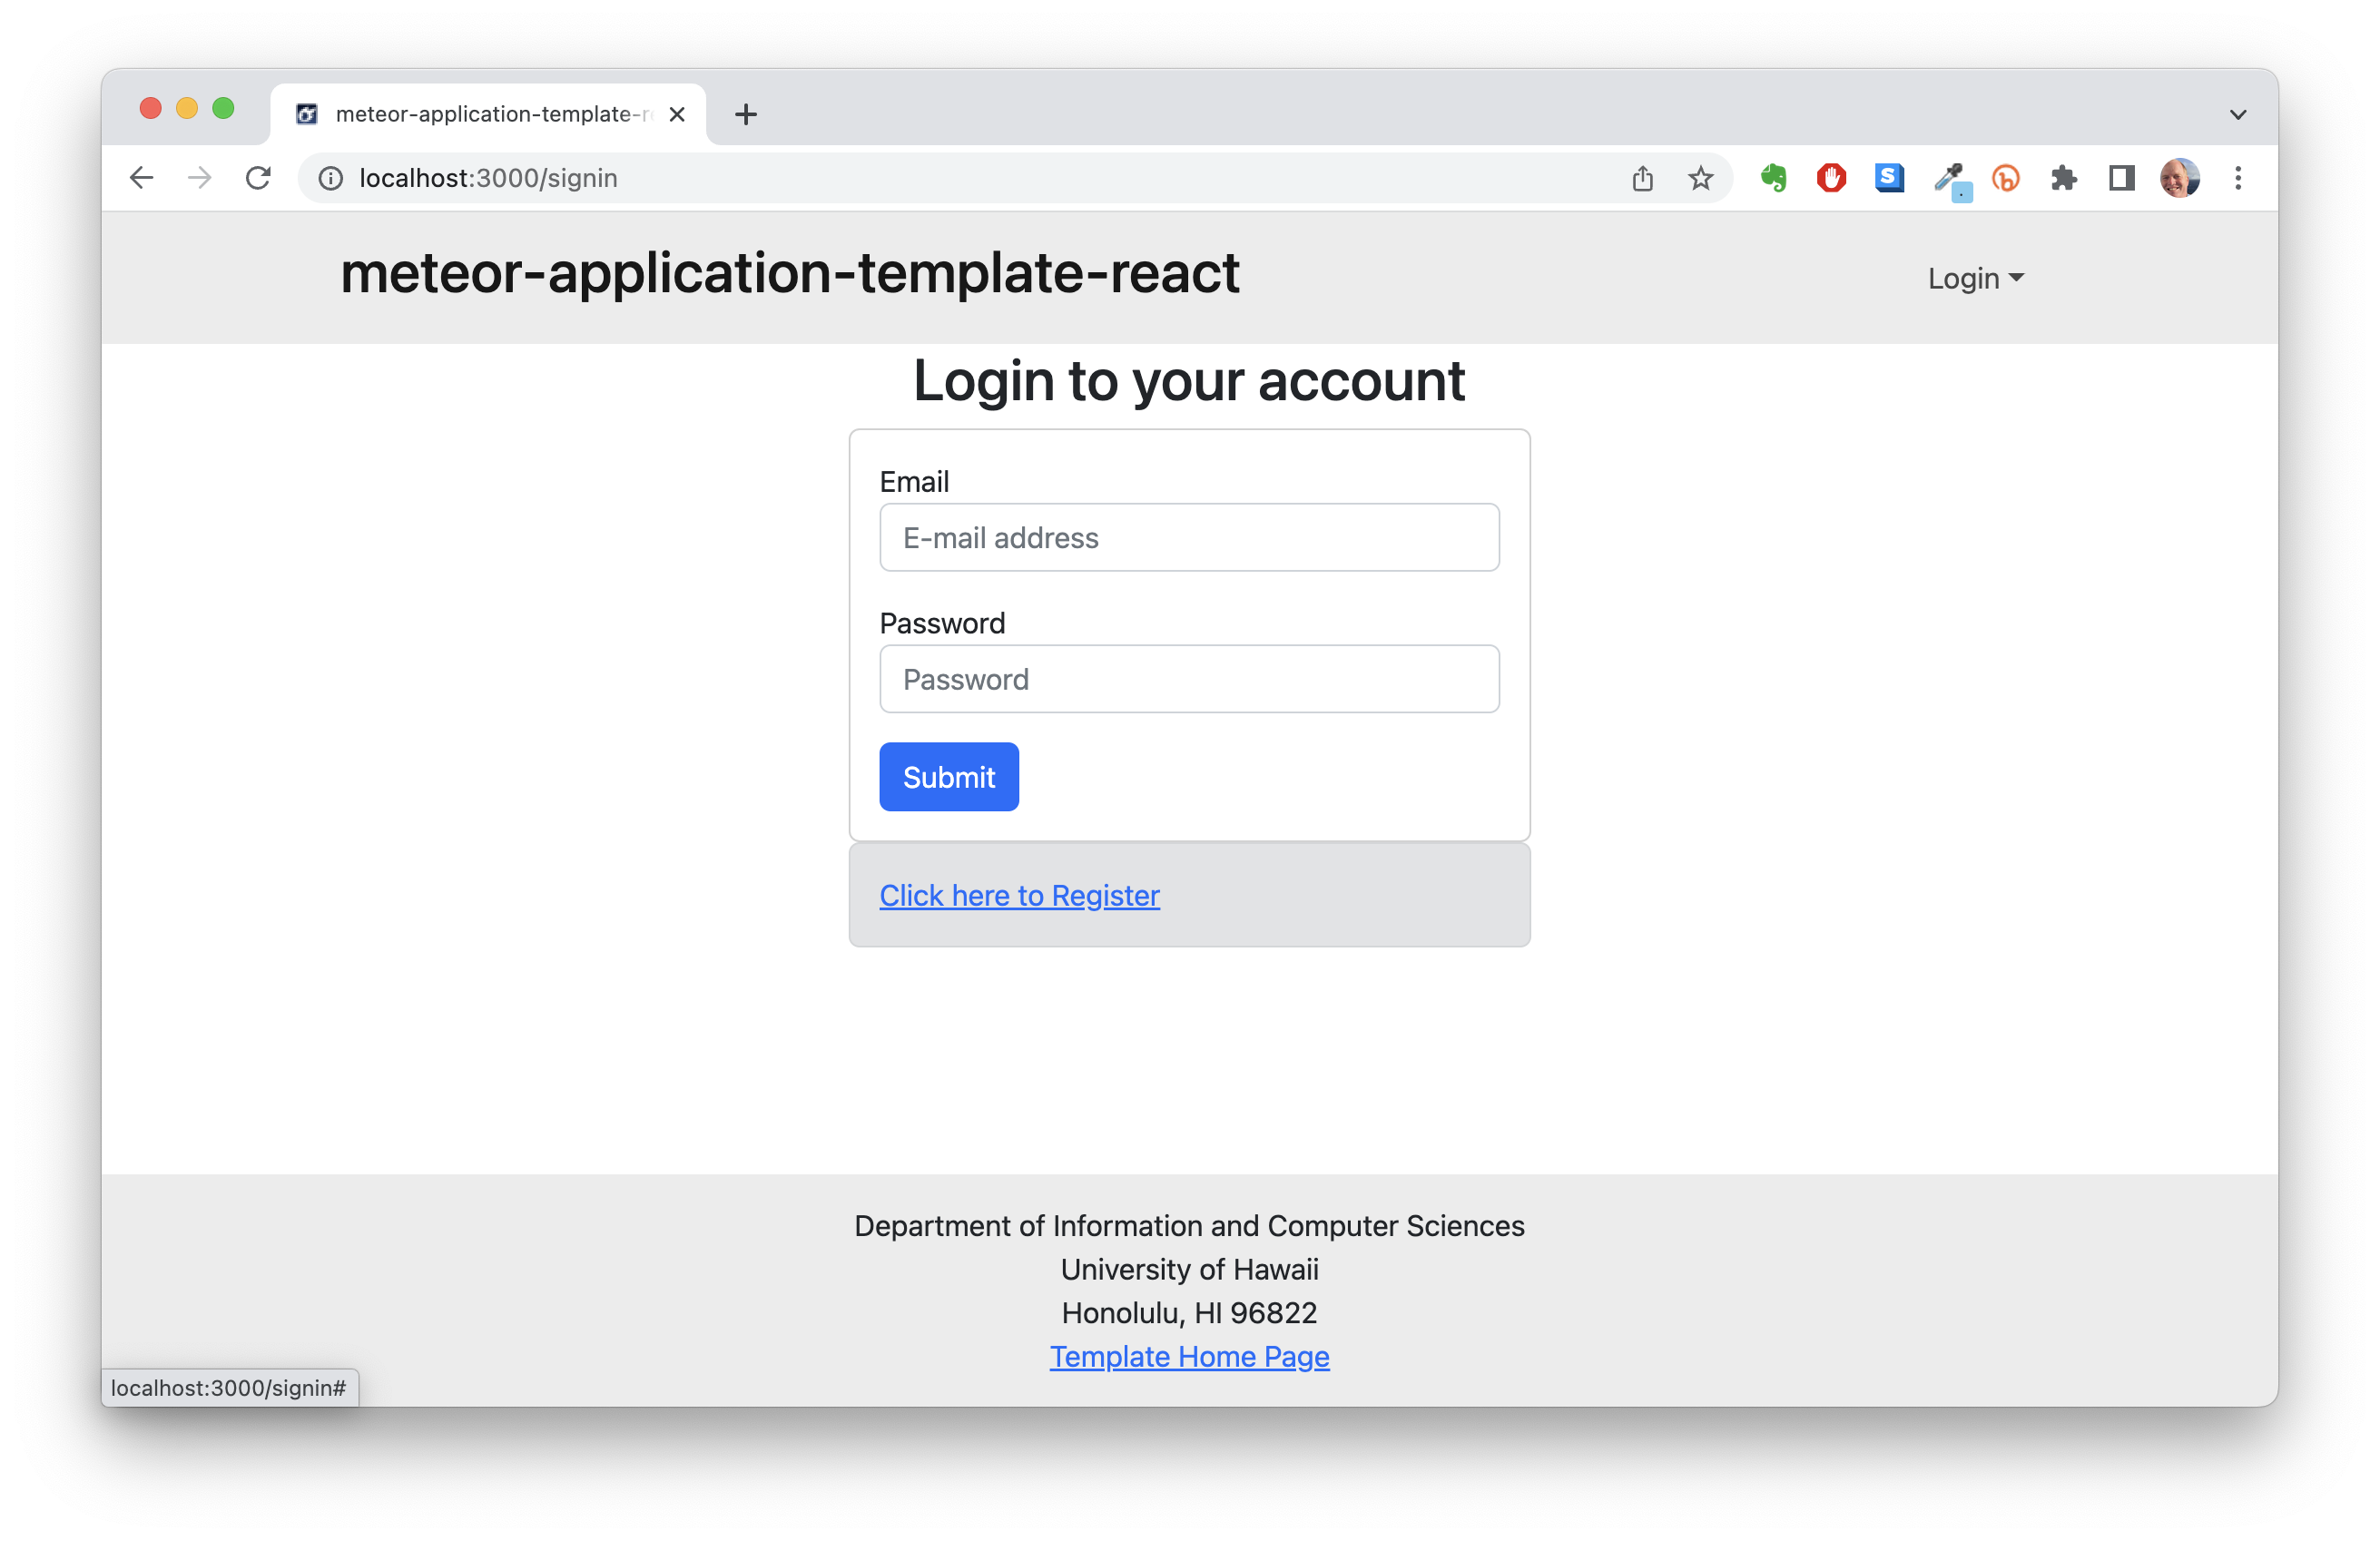 meteor-application-template-r
localhost:3000/signin
meteor-application-template-react
Login
Login to your account
Email
E-mail address
Password
Password
Submit
Click here to Register
Department of Information and Computer Sciences
University of Hawaii
Honolulu, HI 96822
Template Home Page
localhost:3000/signin#